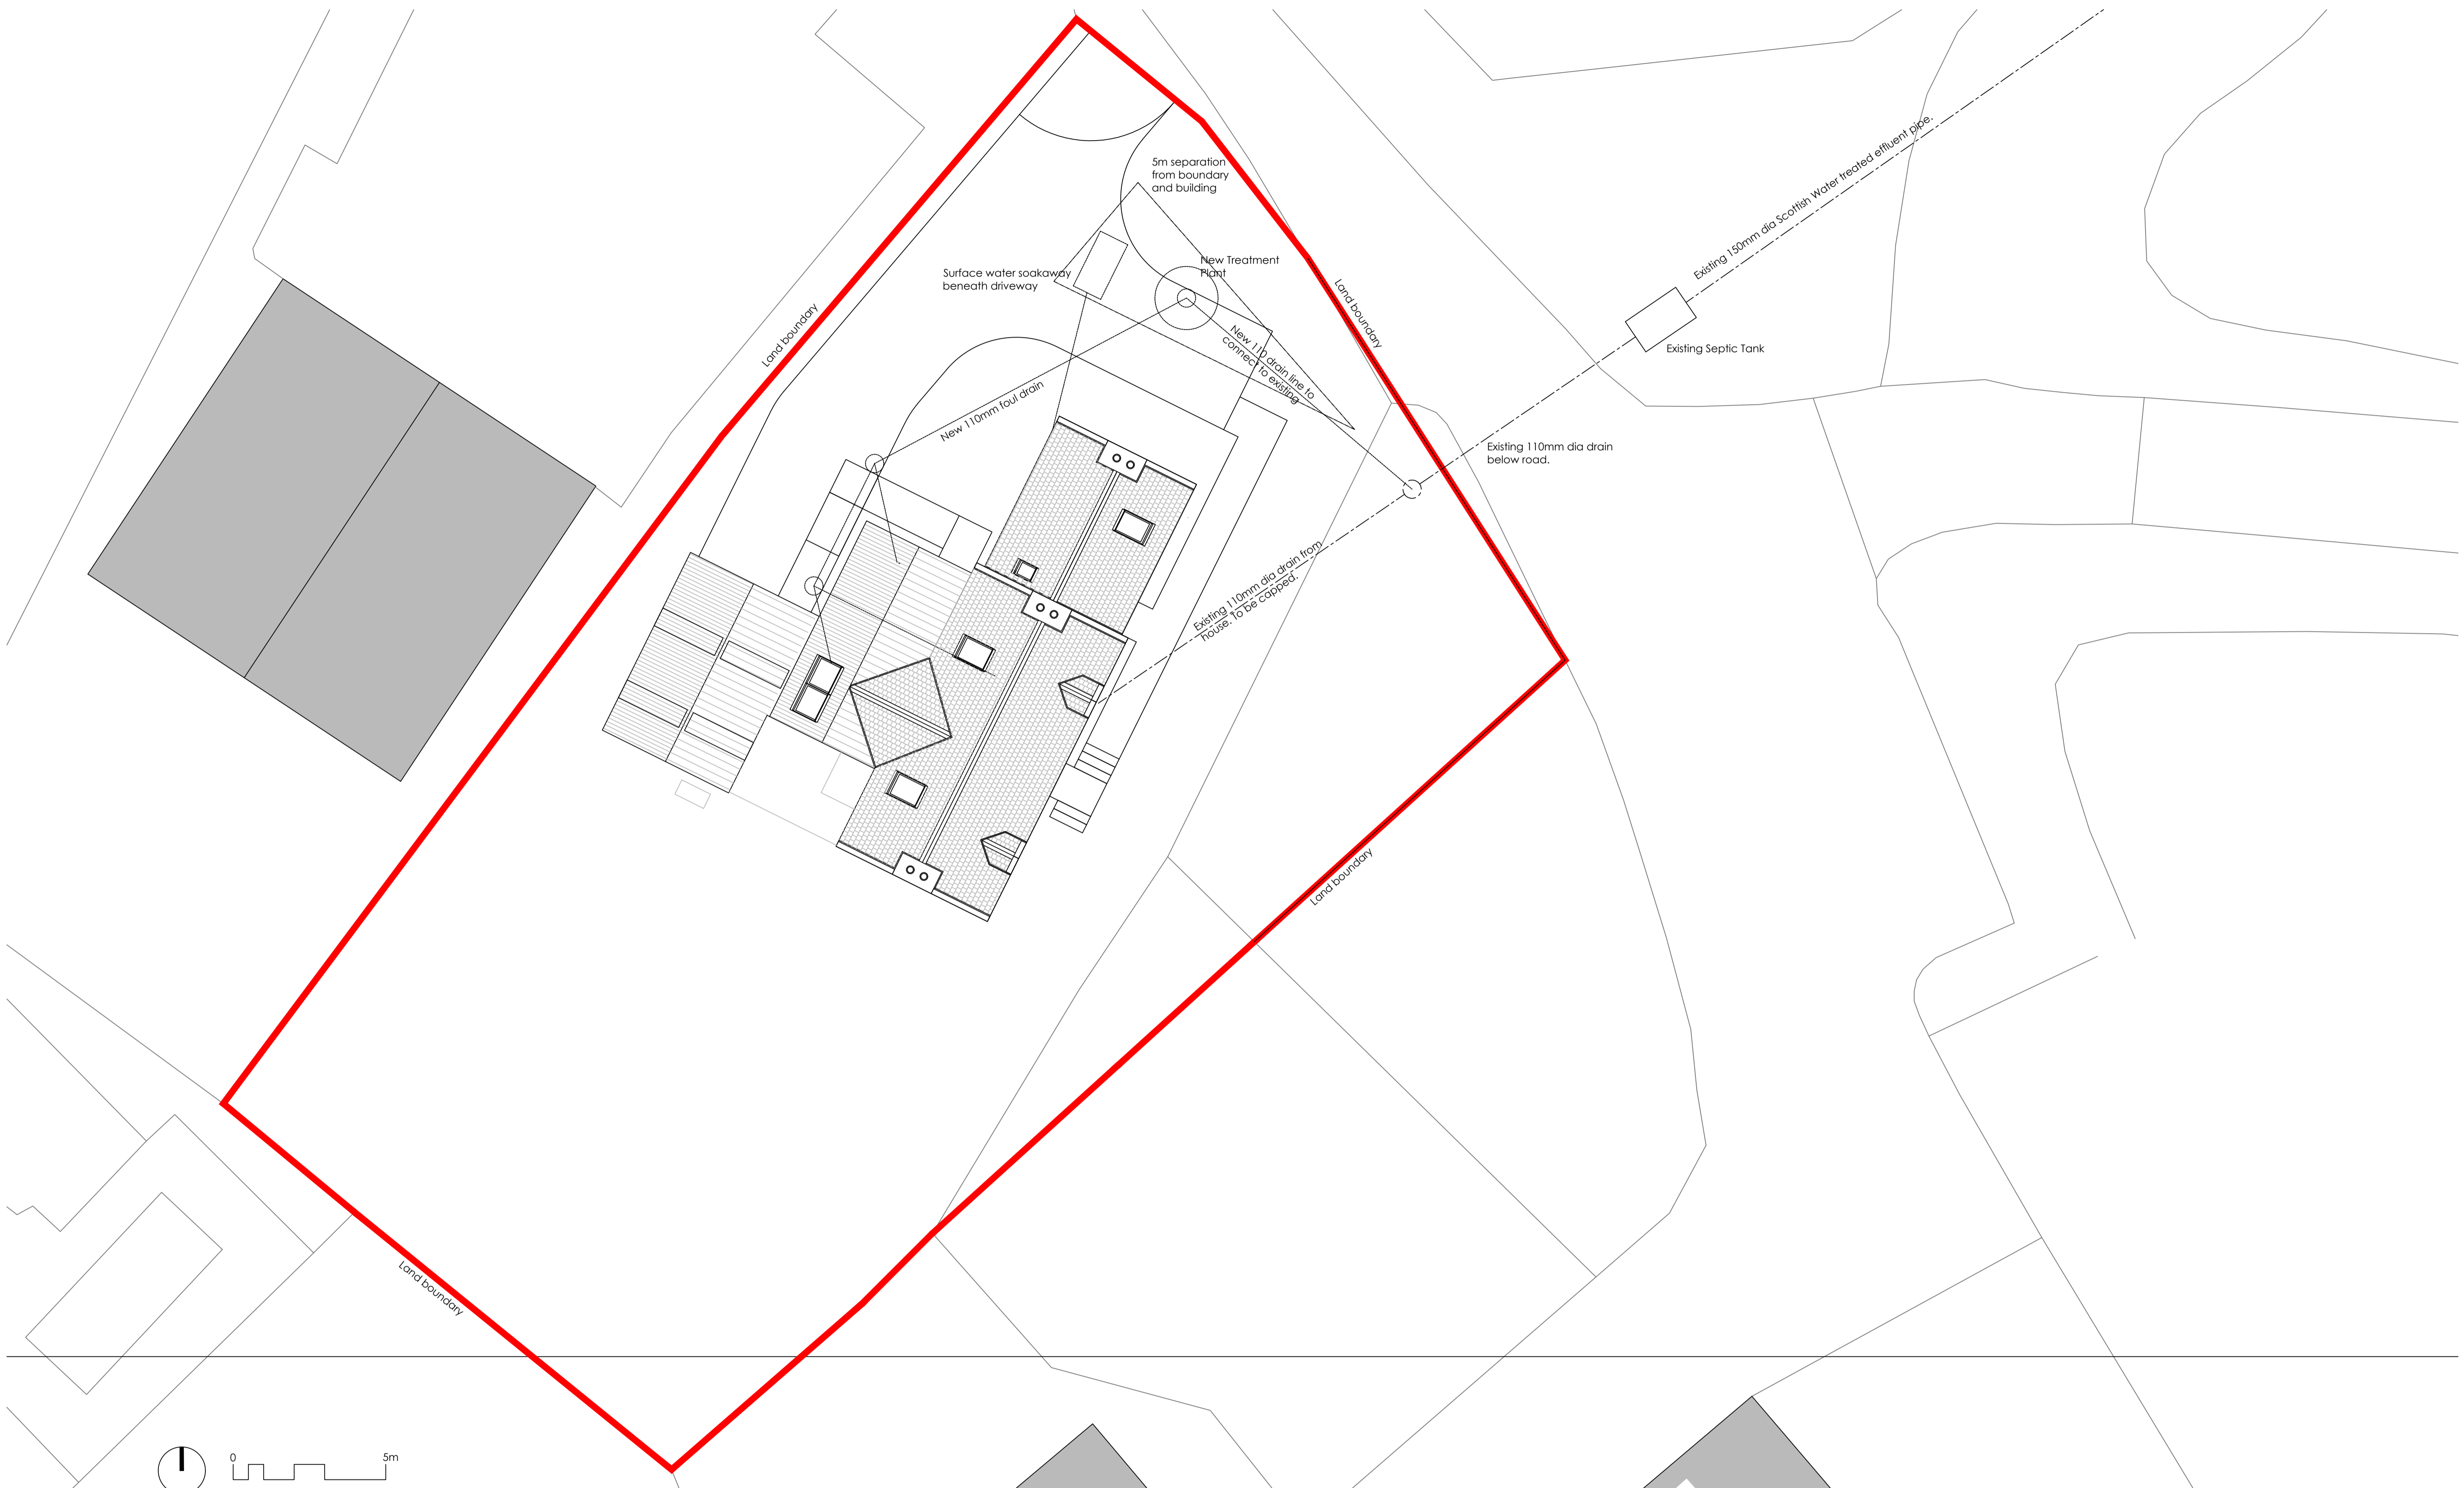 5m separation
from boundary
and building
Existing 150mm dia Scottish Water treated effluent pipe.
New Treatment
Plant
Surface water soakaway
beneath driveway
Land boundary
Land boundary
New 110 drain line to
connect to existing
Existing Septic Tank
New 110mm foul drain
Existing 110mm dia drain
below road.
Existing 110mm dia drain from
house. To be capped.
Land boundary
Land boundary
0
5m